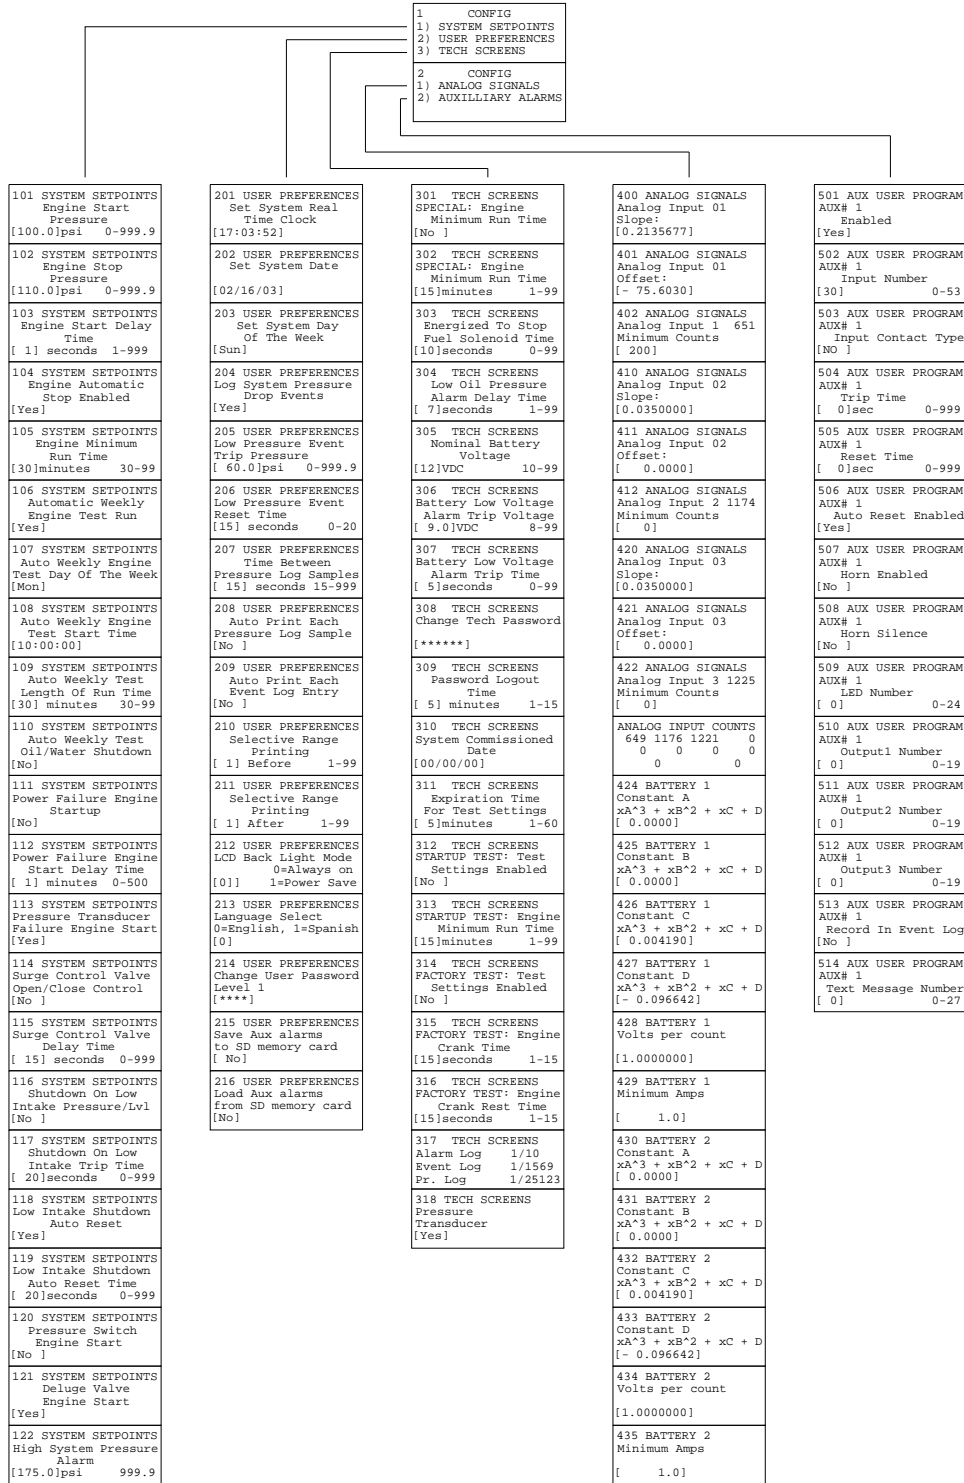 1      CONFIG
1) SYSTEM SETPOINTS
2) USER PREFERENCES
3) TECH SCREENS
2      CONFIG
1) ANALOG SIGNALS
2) AUXILLIARY ALARMS
101 SYSTEM SETPOINTS
Engine Start
Pressure
[100.0]psi   0-999.9
102 SYSTEM SETPOINTS
Engine Stop
Pressure
[110.0]psi   0-999.9
103 SYSTEM SETPOINTS
Engine Start Delay
Time
[ 1] seconds  1-999
104 SYSTEM SETPOINTS
Engine Automatic
Stop Enabled
[Yes]
105 SYSTEM SETPOINTS
Engine Minimum
Run Time
[30]minutes    30-99
106 SYSTEM SETPOINTS
Automatic Weekly
Engine Test Run
[Yes]
107 SYSTEM SETPOINTS
Auto Weekly Engine
Test Day Of The Week
[Mon]
108 SYSTEM SETPOINTS
Auto Weekly Engine
Test Start Time
[10:00:00]
109 SYSTEM SETPOINTS
Auto Weekly Test
Length Of Run Time
[30] minutes   30-99
110 SYSTEM SETPOINTS
Auto Weekly Test
Oil/Water Shutdown
[No]
111 SYSTEM SETPOINTS
Power Failure Engine
Startup
[No]
112 SYSTEM SETPOINTS
Power Failure Engine
Start Delay Time
[ 1] minutes  0-500
113 SYSTEM SETPOINTS
Pressure Transducer
Failure Engine Start
[Yes]
114 SYSTEM SETPOINTS
Surge Control Valve
Open/Close Control
[No ]
115 SYSTEM SETPOINTS
Surge Control Valve
Delay Time
[ 15] seconds  0-999
116 SYSTEM SETPOINTS
Shutdown On Low
Intake Pressure/Lvl
[No ]
117 SYSTEM SETPOINTS
Shutdown On Low
Intake Trip Time
[ 20]seconds   0-999
118 SYSTEM SETPOINTS
Low Intake Shutdown
Auto Reset
[Yes]
119 SYSTEM SETPOINTS
Low Intake Shutdown
Auto Reset Time
[ 20]seconds   0-999
120 SYSTEM SETPOINTS
Pressure Switch
Engine Start
[No ]
121 SYSTEM SETPOINTS
Deluge Valve
Engine Start
[Yes]
122 SYSTEM SETPOINTS
High System Pressure
Alarm
[175.0]psi     999.9
201 USER PREFERENCES
Set System Real
Time Clock
[17:03:52]
202 USER PREFERENCES
Set System Date
[02/16/03]
203 USER PREFERENCES
Set System Day
Of The Week
[Sun]
204 USER PREFERENCES
Log System Pressure
Drop Events
[Yes]
205 USER PREFERENCES
Low Pressure Event
Trip Pressure
[ 60.0]psi   0-999.9
206 USER PREFERENCES
Low Pressure Event
Reset Time
[15] seconds    0-20
207 USER PREFERENCES
Time Between
Pressure Log Samples
[ 15] seconds 15-999
208 USER PREFERENCES
Auto Print Each
Pressure Log Sample
[No ]
209 USER PREFERENCES
Auto Print Each
Event Log Entry
[No ]
210 USER PREFERENCES
Selective Range
Printing
[ 1] Before     1-99
211 USER PREFERENCES
Selective Range
Printing
[ 1] After     1-99
212 USER PREFERENCES
LCD Back Light Mode
0=Always on
[0]]    1=Power Save
213 USER PREFERENCES
Language Select
0=English, 1=Spanish
[0]
214 USER PREFERENCES
Change User Password
Level 1
[****]
215 USER PREFERENCES
Save Aux alarms
to SD memory card
[ No]
216 USER PREFERENCES
Load Aux alarms
from SD memory card
[No]
301  TECH SCREENS
SPECIAL: Engine
Minimum Run Time
[No ]
302  TECH SCREENS
SPECIAL: Engine
Minimum Run Time
[15]minutes     1-99
303  TECH SCREENS
Energized To Stop
Fuel Solenoid Time
[10]seconds     0-99
304  TECH SCREENS
Low Oil Pressure
Alarm Delay Time
[ 7]seconds     1-99
305  TECH SCREENS
Nominal Battery
Voltage
[12]VDC        10-99
306  TECH SCREENS
Battery Low Voltage
Alarm Trip Voltage
[ 9.0]VDC       8-99
307  TECH SCREENS
Battery Low Voltage
Alarm Trip Time
[ 5]seconds     0-99
308  TECH SCREENS
Change Tech Password
[******]
309  TECH SCREENS
Password Logout
Time
[ 5] minutes    1-15
310  TECH SCREENS
System Commissioned
Date
[00/00/00]
311  TECH SCREENS
Expiration Time
For Test Settings
[ 5]minutes     1-60
312  TECH SCREENS
STARTUP TEST: Test
Settings Enabled
[No ]
313  TECH SCREENS
STARTUP TEST: Engine
Minimum Run Time
[15]minutes     1-99
314  TECH SCREENS
FACTORY TEST: Test
Settings Enabled
[No ]
315  TECH SCREENS
FACTORY TEST: Engine
Crank Time
[15]seconds     1-15
316  TECH SCREENS
FACTORY TEST: Engine
Crank Rest Time
[15]seconds     1-15
317  TECH SCREENS
Alarm Log    1/10
Event Log    1/1569
Pr. Log      1/25123
318 TECH SCREENS
Pressure
Transducer
[Yes]
400 ANALOG SIGNALS
Analog Input 01
Slope:
[0.2135677]
401 ANALOG SIGNALS
Analog Input 01
Offset:
[- 75.6030]
402 ANALOG SIGNALS
Analog Input 1  651
Minimum Counts
[ 200]
410 ANALOG SIGNALS
Analog Input 02
Slope:
[0.0350000]
411 ANALOG SIGNALS
Analog Input 02
Offset:
[   0.0000]
412 ANALOG SIGNALS
Analog Input 2 1174
Minimum Counts
[   0]
420 ANALOG SIGNALS
Analog Input 03
Slope:
[0.0350000]
421 ANALOG SIGNALS
Analog Input 03
Offset:
[   0.0000]
422 ANALOG SIGNALS
Analog Input 3 1225
Minimum Counts
[   0]
ANALOG INPUT COUNTS
649 1176 1221    0
0    0    0    0
0        0
424 BATTERY 1
Constant A
xA^3 + xB^2 + xC + D
[ 0.0000]
425 BATTERY 1
Constant B
xA^3 + xB^2 + xC + D
[ 0.0000]
426 BATTERY 1
Constant C
xA^3 + xB^2 + xC + D
[ 0.004190]
427 BATTERY 1
Constant D
xA^3 + xB^2 + xC + D
[- 0.096642]
428 BATTERY 1
Volts per count
[1.0000000]
429 BATTERY 1
Minimum Amps
[    1.0]
430 BATTERY 2
Constant A
xA^3 + xB^2 + xC + D
[ 0.0000]
431 BATTERY 2
Constant B
xA^3 + xB^2 + xC + D
[ 0.0000]
432 BATTERY 2
Constant C
xA^3 + xB^2 + xC + D
[ 0.004190]
433 BATTERY 2
Constant D
xA^3 + xB^2 + xC + D
[- 0.096642]
434 BATTERY 2
Volts per count
[1.0000000]
435 BATTERY 2
Minimum Amps
[    1.0]
501 AUX USER PROGRAM
AUX# 1
Enabled
[Yes]
502 AUX USER PROGRAM
AUX# 1
Input Number
[30]            0-53
503 AUX USER PROGRAM
AUX# 1
Input Contact Type
[NO ]
504 AUX USER PROGRAM
AUX# 1
Trip Time
[  0]sec       0-999
505 AUX USER PROGRAM
AUX# 1
Reset Time
[  0]sec       0-999
506 AUX USER PROGRAM
AUX# 1
Auto Reset Enabled
[Yes]
507 AUX USER PROGRAM
AUX# 1
Horn Enabled
[No ]
508 AUX USER PROGRAM
AUX# 1
Horn Silence
[No ]
509 AUX USER PROGRAM
AUX# 1
LED Number
[ 0]            0-24
510 AUX USER PROGRAM
AUX# 1
Output1 Number
[ 0]            0-19
511 AUX USER PROGRAM
AUX# 1
Output2 Number
[ 0]            0-19
512 AUX USER PROGRAM
AUX# 1
Output3 Number
[ 0]            0-19
513 AUX USER PROGRAM
AUX# 1
Record In Event Log
[No ]
514 AUX USER PROGRAM
AUX# 1
Text Message Number
[ 0]            0-27